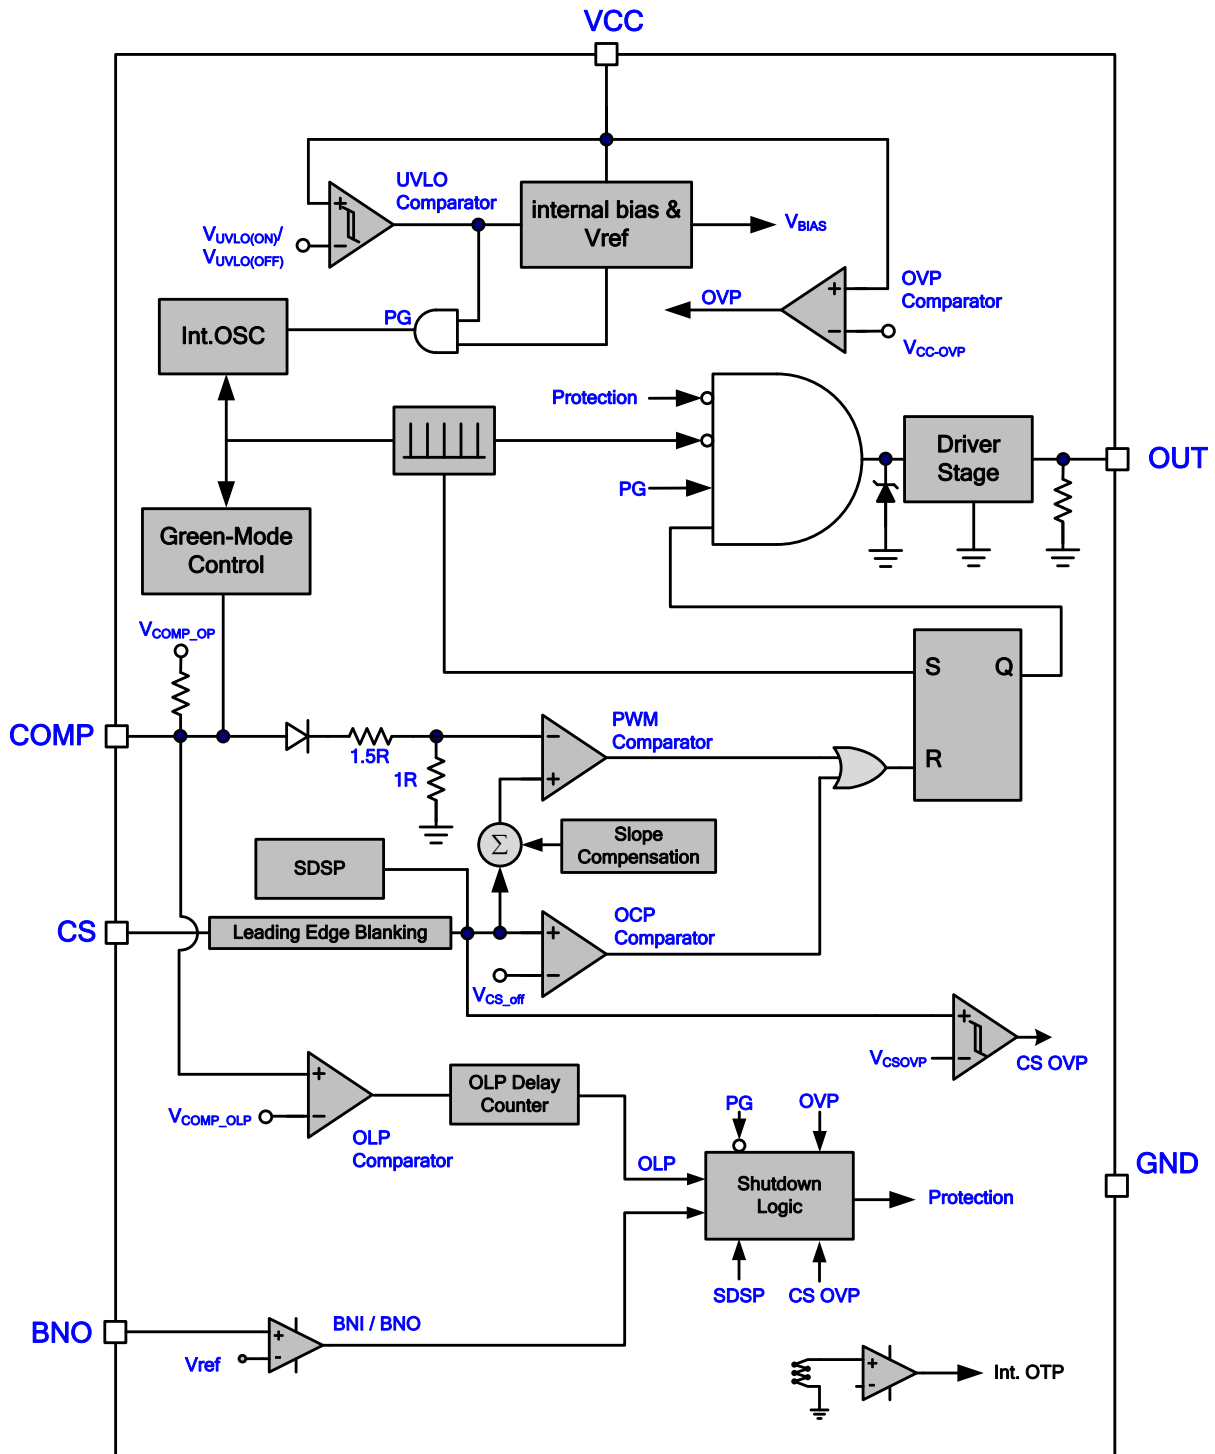 VCC
UVLO
Comparator
VUVLO(ON)/
VUVLO(OFF)
internal bias &
Vref
VBIAS
OVP
OVP
Comparator
VCC-OVP
Int.OSC
PG
Protection
PG
Driver
Stage
OUT
Green-Mode
Control
VCOMP_OP
S
Q
R
COMP
1.5R
1R
PWM
Comparator
Σ
Slope
Compensation
SDSP
CS
Leading Edge Blanking
OCP
Comparator
VCS_off
VCSOVP
CS OVP
OLP Delay
Counter
VCOMP_OLP
OLP
Comparator
PG
OVP
OLP
Shutdown
Logic
Protection
GND
SDSP
CS OVP
BNO
BNI / BNO
Vref
Int. OTP